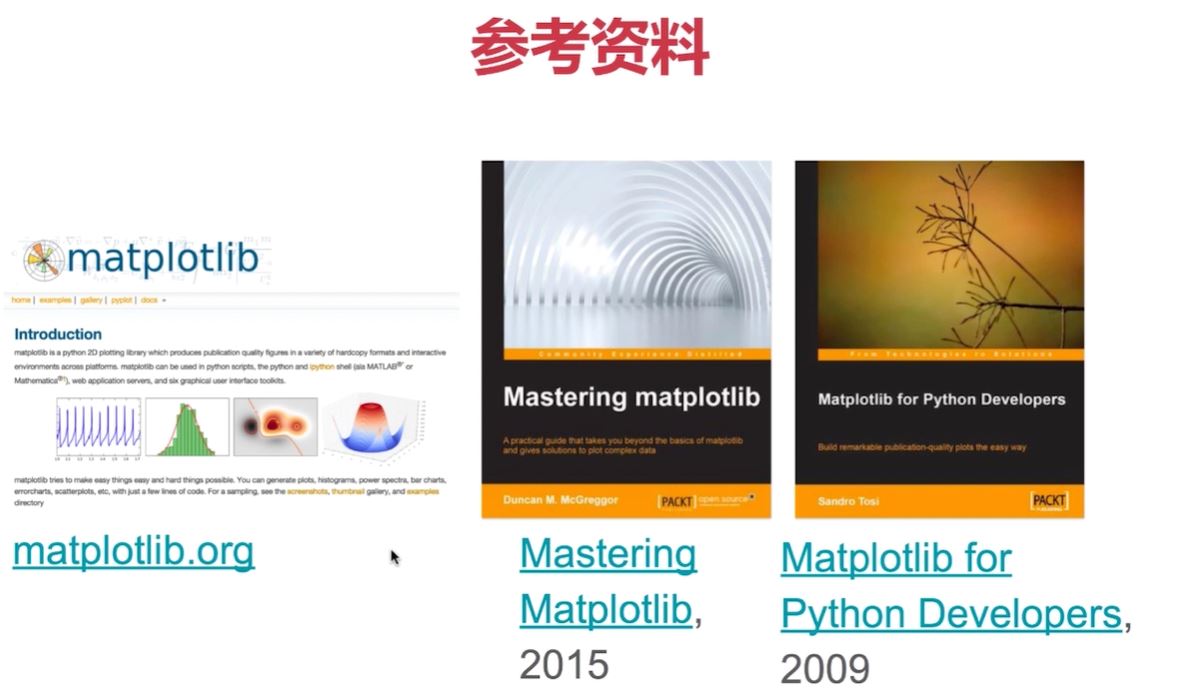 参考资料
matplotlib
home | examples | gallery | pyplot | docs »
Introduction
matplotlib is a python 2D plotting library which produces publication quality figures in a variety of hardcopy formats and interactive
environments across platforms. matplotlib can be used in python scripts, the python and ipython shell (ala MATLAB®* or
Mathematica®†), web application servers, and six graphical user interface toolkits.
matplotlib tries to make easy things easy and hard things possible. You can generate plots, histograms, power spectra, bar charts,
errorcharts, scatterplots, etc, with just a few lines of code. For a sampling, see the screenshots, thumbnail gallery, and examples
directory
matplotlib.org
Community Experience Distilled
Mastering matplotlib
A practical guide that takes you beyond the basics of matplotlib
and gives solutions to plot complex data
Duncan M. McGreggor
[PACKT] open source*
Mastering
Matplotlib,
2015
From Technologies to Solutions
Matplotlib for Python Developers
Build remarkable publication-quality plots the easy way
Sandro Tosi
[PACKT]
Matplotlib for
Python Developers,
2009